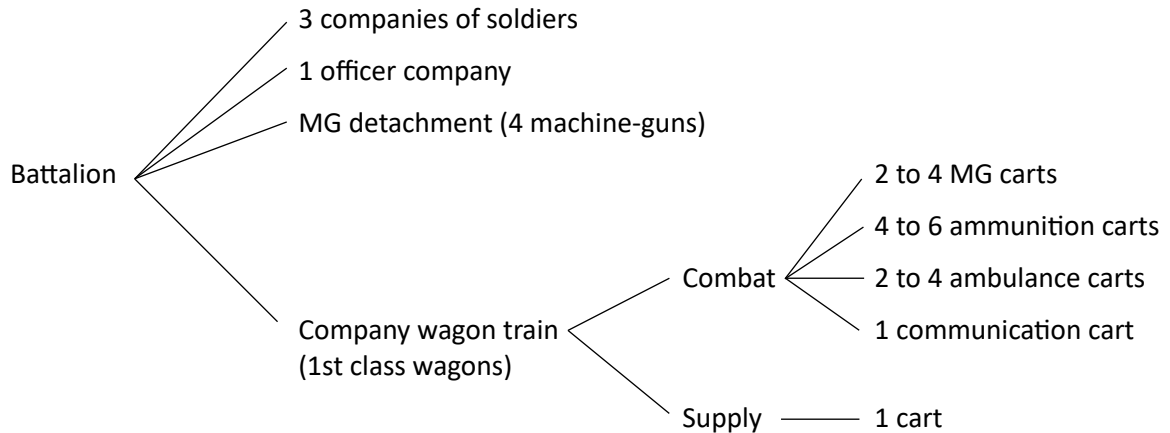 3 companies of soldiers
1 officer company
MG detachment (4 machine-guns)
Battalion
2 to 4 MG carts
4 to 6 ammunition carts
Combat
2 to 4 ambulance carts
Company wagon train
(1st class wagons)
1 communication cart
Supply
1 cart